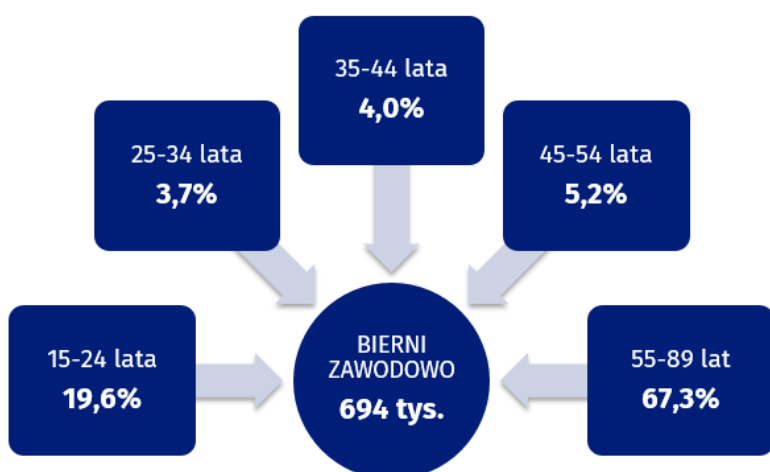 35-44 lata
4,0%
25-34 lata
3,7%
45-54 lata
5,2%
15-24 lata
19,6%
BIERNI
ZAWODOWO
694 tys.
55-89 lat
67,3%